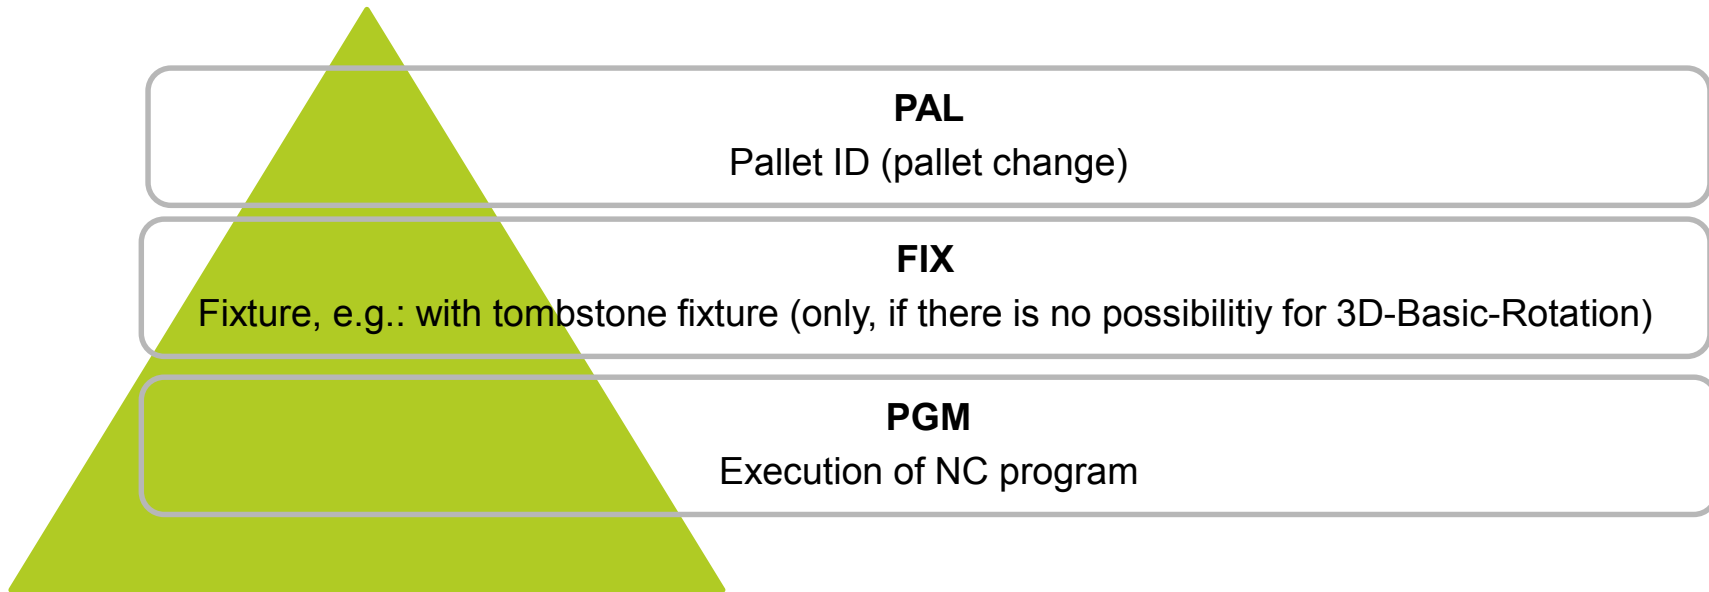 PAL
Pallet ID (pallet change)
FIX
Fixture, e.g.: with tombstone fixture (only, if there is no possibilitiy for 3D-Basic-Rotation)
PGM
Execution of NC program